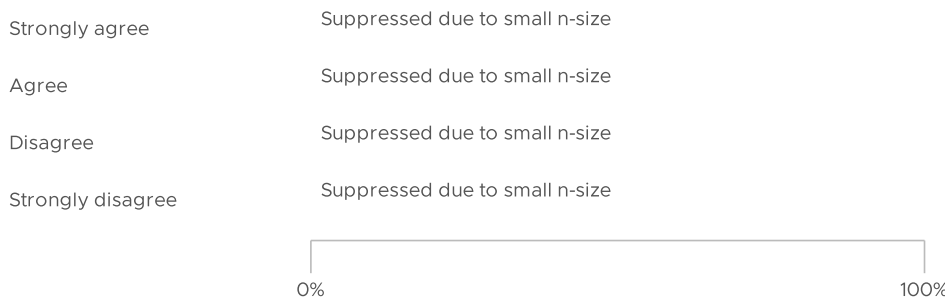 Strongly agree
Suppressed due to small n-size
Agree
Suppressed due to small n-size
Disagree
Suppressed due to small n-size
Strongly disagree
Suppressed due to small n-size
0%
100%